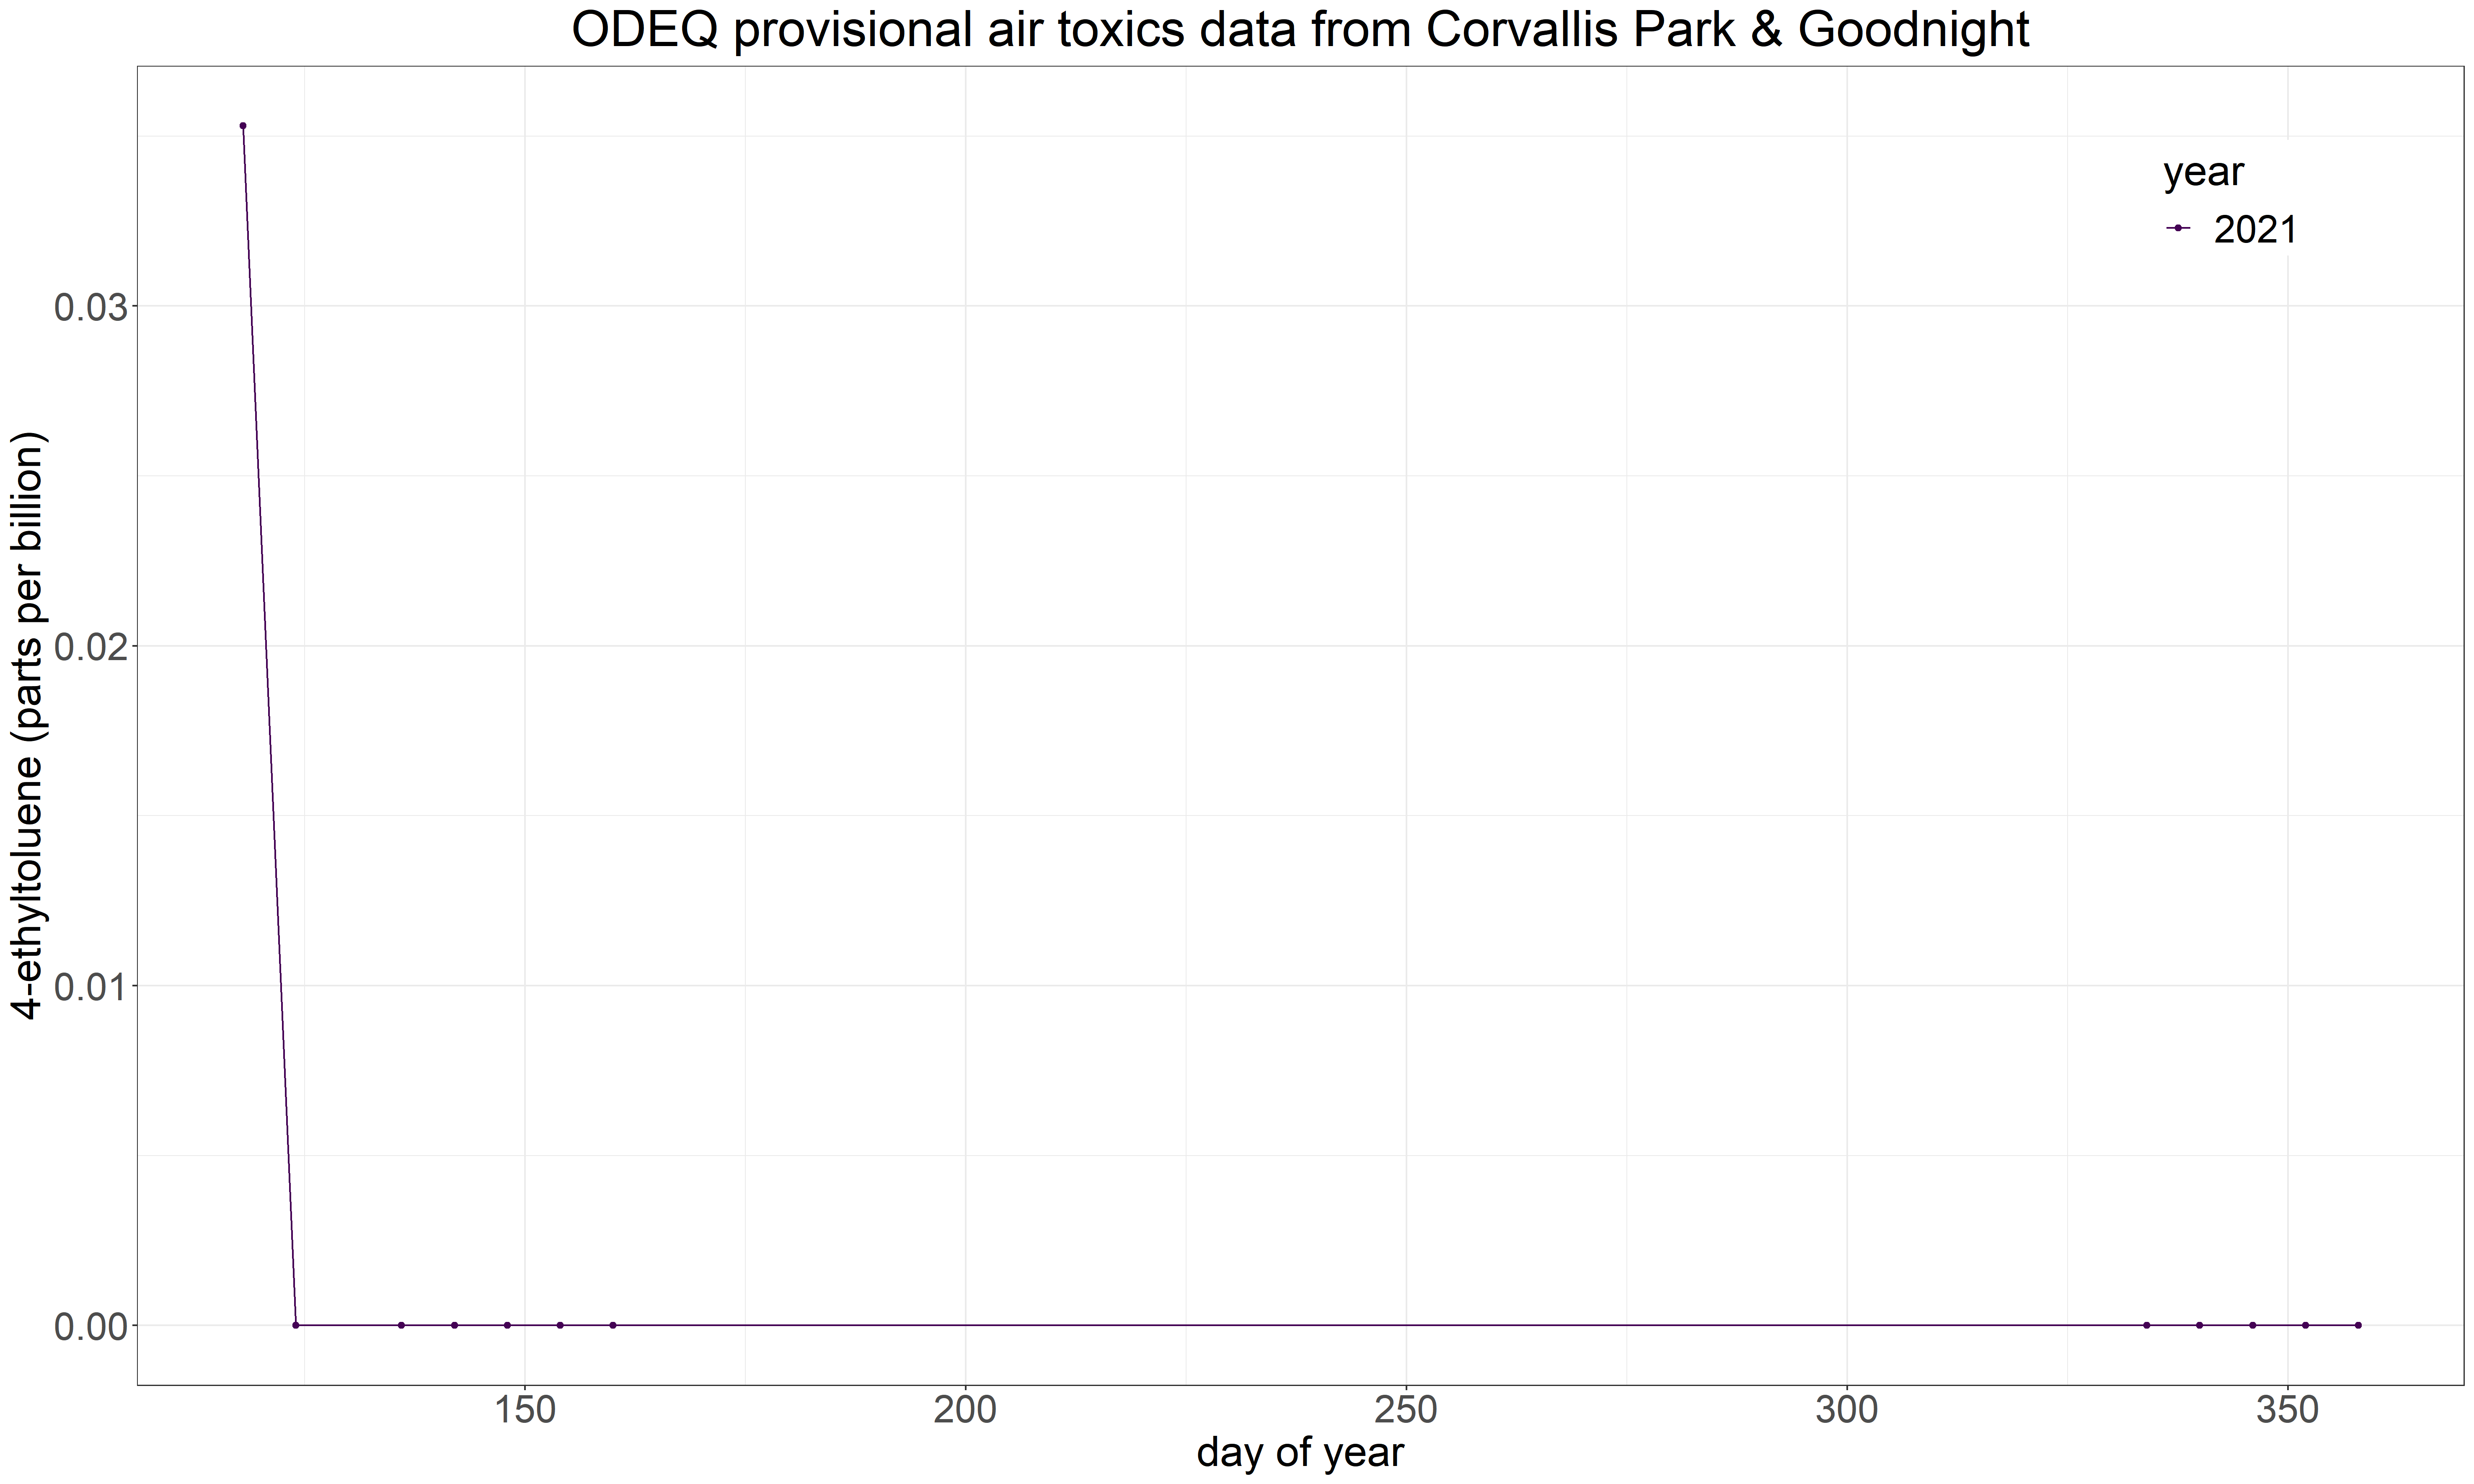 ODEQ provisional air toxics data from Corvallis Park & Goodnight
year
2021
4-ethyltoluene (parts per billion)
0.03
0.02
0.01
0.00
150 200 250 300 350
day of year